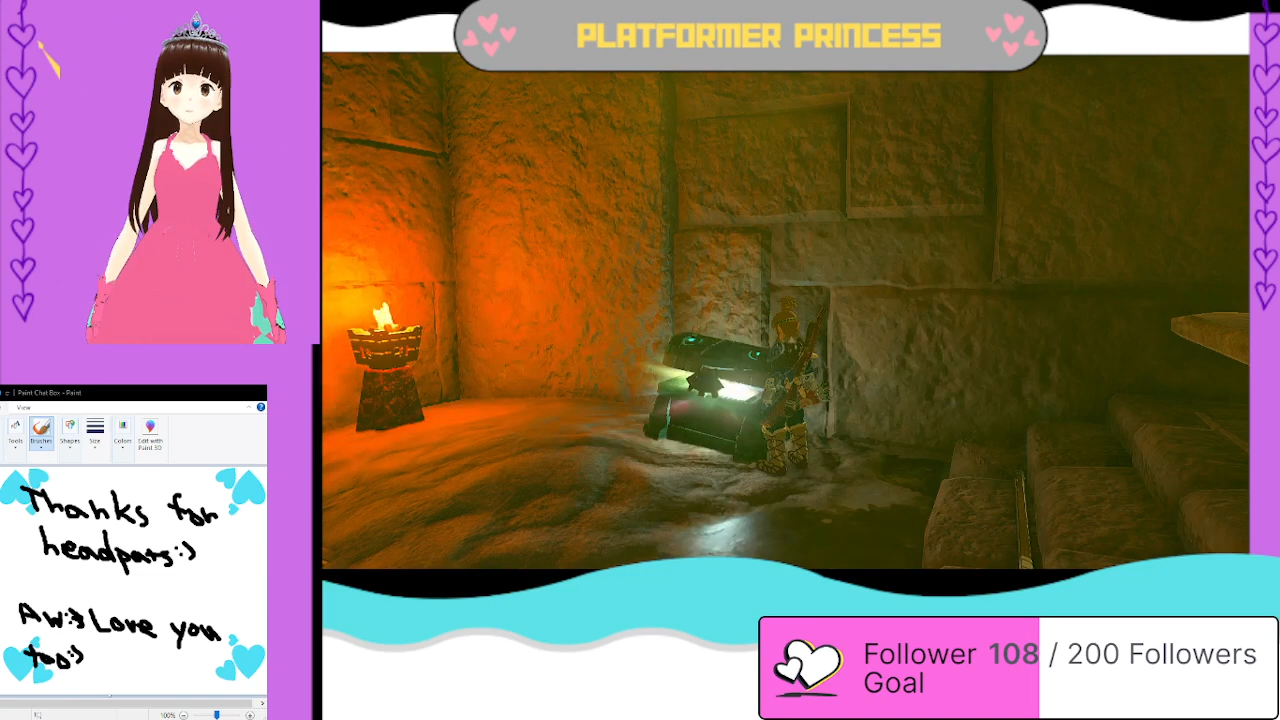 PLATFORMER PRINCESS
Paint Chat Box - Paint
View
Tools
Brushes
Shapes
Size
Colors
Edit with
Paint 3D
Thanks for
headpats:)
Aw:) Love you
too:)
100%
Follower 108 / 200 Followers
Goal